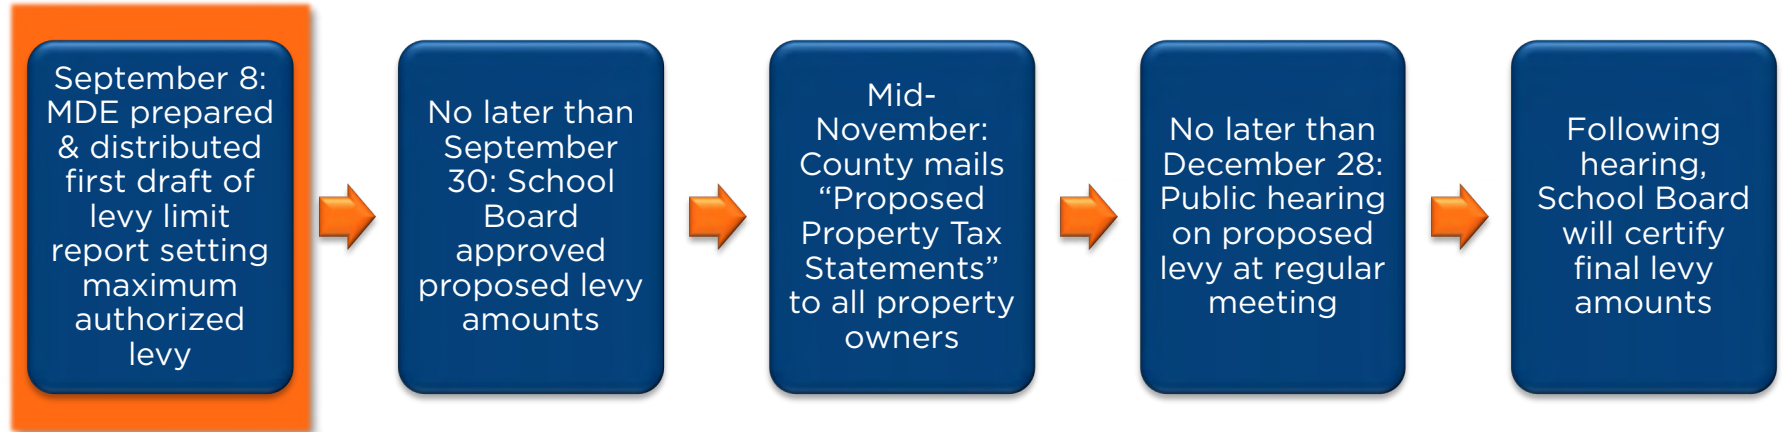 September 8:
MDE prepared
& distributed
first draft of
levy limit
report setting
maximum
authorized
levy
No later than
September
30: School
Board
approved
proposed levy
amounts
Mid-
November:
County mails
“Proposed
Property Tax
Statements”
to all property
owners
No later than
December 28:
Public hearing
on proposed
levy at regular
meeting
Following
hearing,
School Board
will certify
final levy
amounts